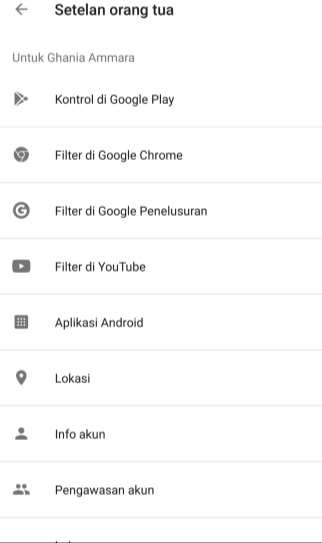 Setelan orang tua
Untuk Ghania Ammara
Kontrol di Google Play
Filter di Google Chrome
Filter di Google Penelusuran
Filter di YouTube
Aplikasi Android
Lokasi
Info akun
Pengawasan akun